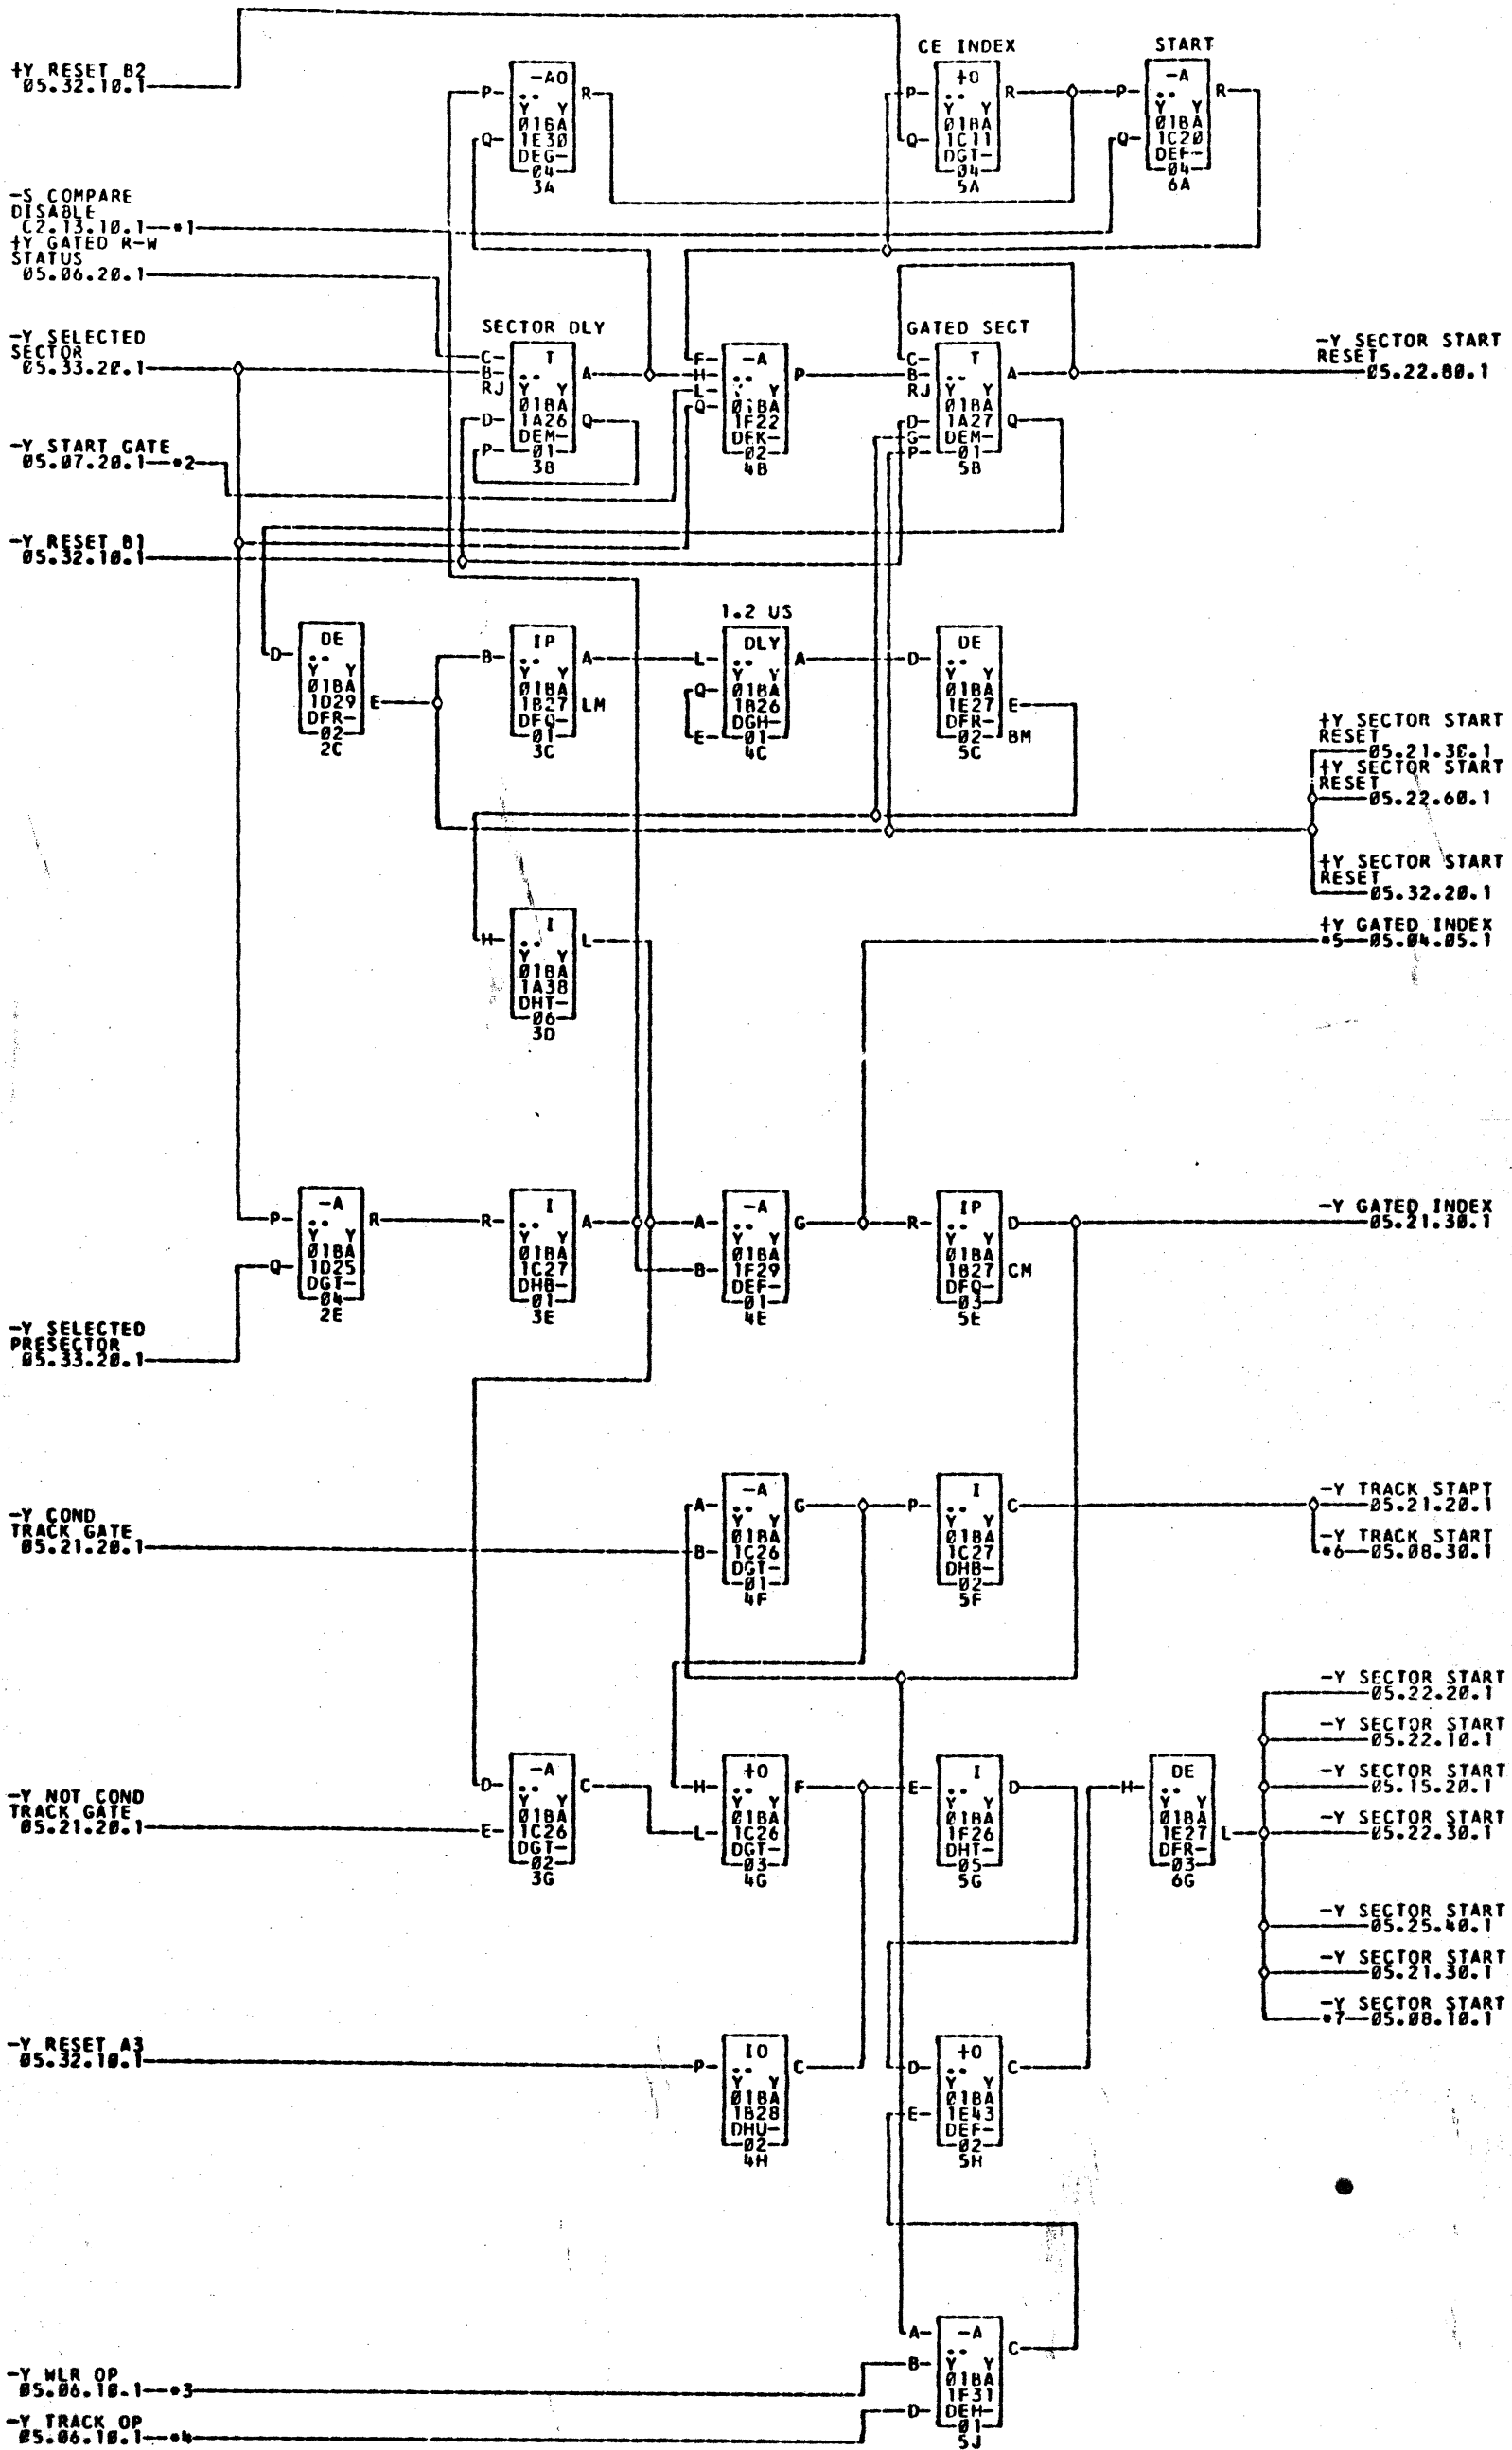 CE INDEX
START
+Y RESET B2
05.32.10.1
P-
Q-
-AO
..
Y Y
01BA
1E30
DEG-
04
3A
R
P-
Q-
+O
..
Y Y
01BA
1C11
DGT-
04
5A
R
P-
Q-
-A
..
Y Y
01BA
1C20
DEF-
04
6A
R
-S COMPARE
DISABLE
C2.13.10.1 *1
+Y GATED R-W
STATUS
05.06.20.1
SECTOR DLY
GATED SECT
-Y SELECTED
SECTOR
05.33.20.1
C-
B-
RJ
D-
P-
T
..
Y Y
01BA
1A26
DEM-
01
3B
A
Q
F-
H-
L-
Q-
-A
..
Y Y
01BA
1F22
DEK-
02
4B
P
C-
B-
RJ
D-
G-
P-
T
..
Y Y
01BA
1A27
DEM-
01
5B
A
Q
-Y SECTOR START
RESET
05.22.80.1
-Y START GATE
05.07.20.1 *2
-Y RESET B1
05.32.10.1
1.2 US
D-
DE
..
Y Y
01BA
1D29
DFR-
02
2C
E
B-
IP
..
Y Y
01BA
1B27
DFQ-
01
3C
A
LM
L-
Q-
E-
DLY
..
Y Y
01BA
1B26
DGH-
01
4C
A
D-
DE
..
Y Y
01BA
1E27
DFR-
02
5C
E
BM
+Y SECTOR START
RESET
05.21.30.1
+Y SECTOR START
RESET
05.22.60.1
+Y SECTOR START
RESET
05.32.20.1
H-
I
..
Y Y
01BA
1A38
DHT-
06
3D
L
+Y GATED INDEX
*5 05.04.05.1
P-
Q-
-A
..
Y Y
01BA
1D25
DGT-
04
2E
R
R-
I
..
Y Y
01BA
1C27
DHB-
01
3E
A
A-
B-
-A
..
Y Y
01BA
1F29
DEF-
01
4E
G
R-
IP
..
Y Y
01BA
1B27
DFQ-
03
5E
D
CM
-Y GATED INDEX
05.21.30.1
-Y SELECTED
PRESECTOR
05.33.20.1
-Y COND
TRACK GATE
05.21.20.1
A-
B-
-A
..
Y Y
01BA
1C26
DGT-
01
4F
G
P-
I
..
Y Y
01BA
1C27
DHB-
02
5F
C
-Y TRACK START
05.21.20.1
-Y TRACK START
*6 05.08.30.1
-Y NOT COND
TRACK GATE
05.21.20.1
D-
E-
-A
..
Y Y
01BA
1C26
DGT-
02
3G
C
H-
L-
+O
..
Y Y
01BA
1C26
DGT-
03
4G
F
E-
I
..
Y Y
01BA
1F26
DHT-
05
5G
D
H-
DE
..
Y Y
01BA
1E27
DFR-
03
6G
L
-Y SECTOR START
05.22.20.1
-Y SECTOR START
05.22.10.1
-Y SECTOR START
05.15.20.1
-Y SECTOR START
05.22.30.1
-Y SECTOR START
05.25.40.1
-Y SECTOR START
05.21.30.1
-Y SECTOR START
*7 05.08.10.1
-Y RESET A3
05.32.10.1
P-
IO
..
Y Y
01BA
1B28
DHU-
02
4H
C
D-
E-
+O
..
Y Y
01BA
1E43
DEF-
02
5H
C
A-
B-
D-
-A
..
Y Y
01BA
1F31
DEH-
01
5J
C
-Y WLR OP
05.06.10.1 *3
-Y TRACK OP
05.06.10.1 *4